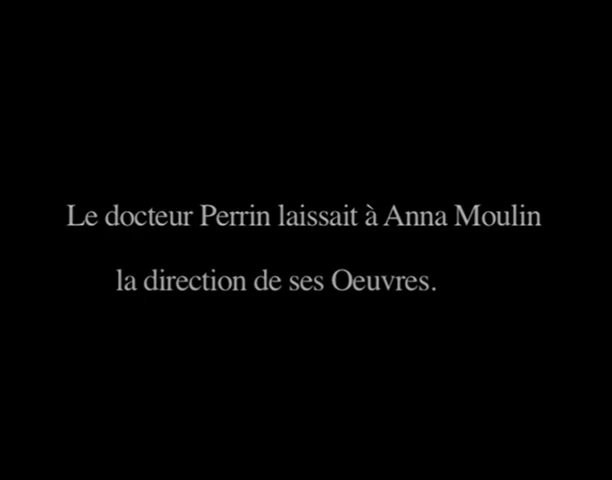 Le docteur Perrin laissait à Anna Moulin
la direction de ses Oeuvres.